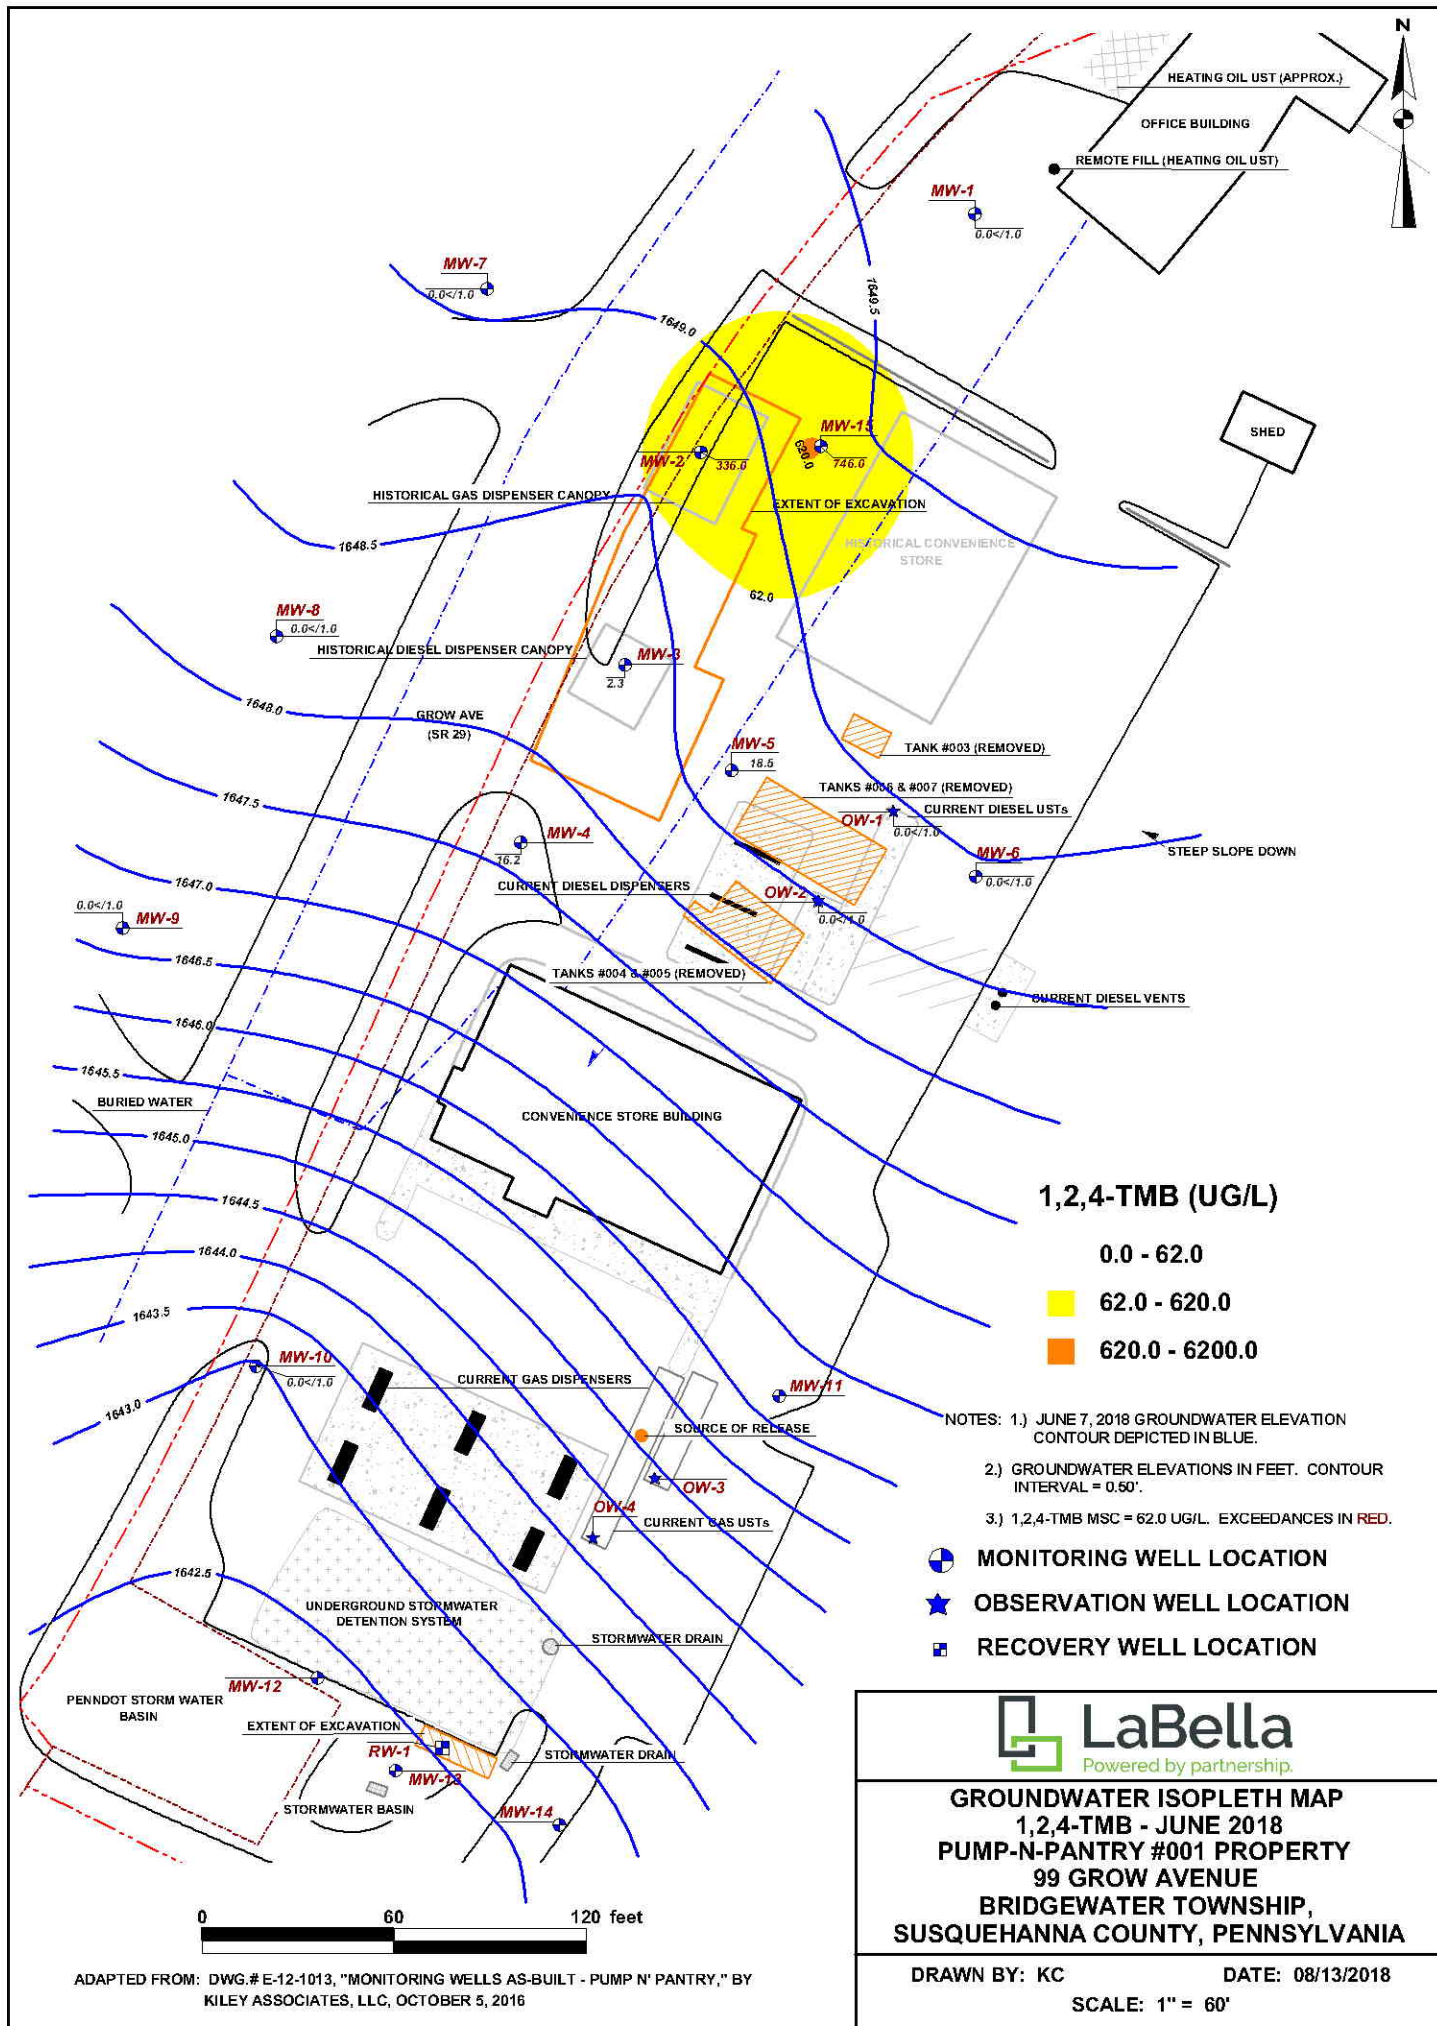 N
HEATING OIL UST (APPROX.)
OFFICE BUILDING
REMOTE FILL (HEATING OIL UST)
MW-1
0.0</1.0
MW-7
0.0</1.0
1649.5
1649.0
MW-15
620.0
746.0
MW-2
336.0
SHED
HISTORICAL GAS DISPENSER CANOPY
EXTENT OF EXCAVATION
HISTORICAL CONVENIENCE
STORE
1648.5
62.0
MW-8
0.0</1.0
HISTORICAL DIESEL DISPENSER CANOPY
MW-3
2.3
1648.0
GROW AVE
(SR 29)
MW-5
18.5
TANK #003 (REMOVED)
TANKS #006 & #007 (REMOVED)
1647.5
OW-1
CURRENT DIESEL USTs
0.0</1.0
MW-4
16.2
STEEP SLOPE DOWN
MW-6
0.0</1.0
1647.0
CURRENT DIESEL DISPENSERS
OW-2
0.0</1.0
0.0</1.0
MW-9
1646.5
TANKS #004 & #005 (REMOVED)
CURRENT DIESEL VENTS
1646.0
1645.5
BURIED WATER
CONVENIENCE STORE BUILDING
1645.0
1644.5
1644.0
1643.5
1,2,4-TMB (UG/L)
0.0 - 62.0
62.0 - 620.0
620.0 - 6200.0
MW-10
0.0</1.0
CURRENT GAS DISPENSERS
MW-11
1643.0
SOURCE OF RELEASE
OW-3
OW-4
CURRENT GAS USTs
NOTES: 1.) JUNE 7, 2018 GROUNDWATER ELEVATION
CONTOUR DEPICTED IN BLUE.
2.) GROUNDWATER ELEVATIONS IN FEET. CONTOUR
INTERVAL = 0.50'.
3.) 1,2,4-TMB MSC = 62.0 UG/L. EXCEEDANCES IN RED.
MONITORING WELL LOCATION
OBSERVATION WELL LOCATION
RECOVERY WELL LOCATION
1642.5
UNDERGROUND STORMWATER
DETENTION SYSTEM
STORMWATER DRAIN
MW-12
PENNDOT STORM WATER
BASIN
EXTENT OF EXCAVATION
RW-1
STORMWATER DRAIN
MW-13
STORMWATER BASIN
MW-14
LaBella
Powered by partnership.
GROUNDWATER ISOPLETH MAP
1,2,4-TMB - JUNE 2018
PUMP-N-PANTRY #001 PROPERTY
99 GROW AVENUE
BRIDGEWATER TOWNSHIP,
SUSQUEHANNA COUNTY, PENNSYLVANIA
DRAWN BY: KC DATE: 08/13/2018
SCALE: 1" = 60'
0 60 120 feet
ADAPTED FROM: DWG.# E-12-1013, "MONITORING WELLS AS-BUILT - PUMP N' PANTRY," BY
KILEY ASSOCIATES, LLC, OCTOBER 5, 2016